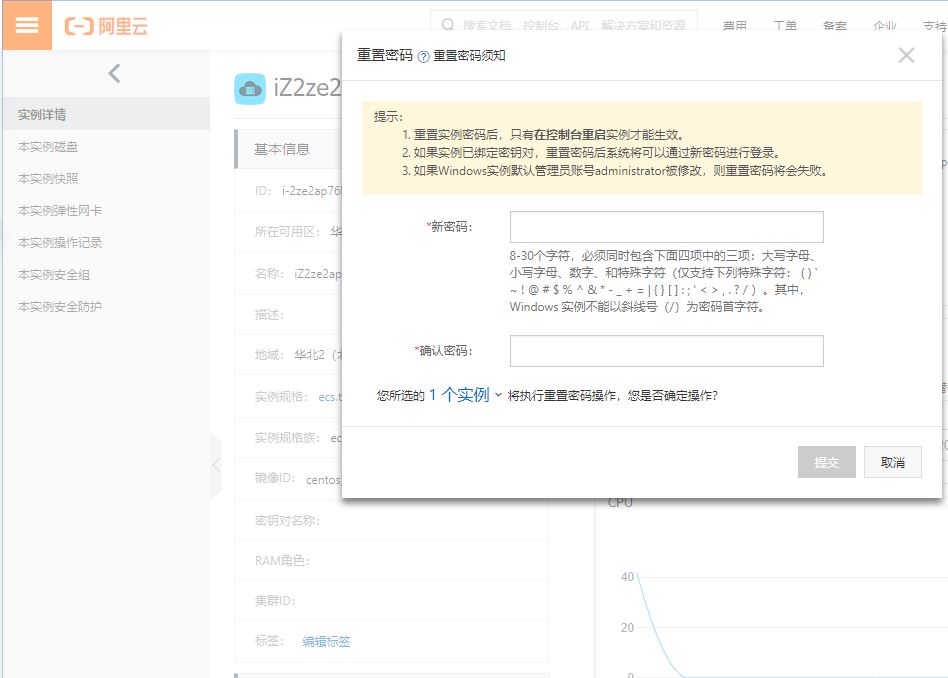 阿里云
搜索文档、控制台、API、解决方案和资源
费用
工单
备案
企业
支持
实例详情
本实例磁盘
本实例快照
本实例弹性网卡
本实例操作记录
本实例安全组
本实例安全防护
iZ2ze2
基本信息
ID: i-2ze2ap76
所在可用区: 华
名称: iZ2ze2ap
描述:
地域: 华北2
实例规格: ecs.t
实例规格族: ec
镜像ID: centos
密钥对名称:
RAM角色:
集群ID:
标签: 编辑标签
重置密码 ? 重置密码须知
提示:
1. 重置实例密码后，只有在控制台重启实例才能生效。
2. 如果实例已绑定密钥对，重置密码后系统将可以通过新密码进行登录。
3. 如果Windows实例默认管理员账号administrator被修改，则重置密码将会失败。
*新密码:
8-30个字符，必须同时包含下面四项中的三项：大写字母、
小写字母、数字、和特殊字符（仅支持下列特殊字符： ( ) `
~ ! @ # $ % ^ & * - _ + = | { } [ ] : ; ' < > , . ? / ）。其中，
Windows 实例不能以斜线号（/）为密码首字符。
*确认密码:
您所选的 1 个实例 将执行重置密码操作，您是否确定操作?
提交
取消
CPU
40
20
0